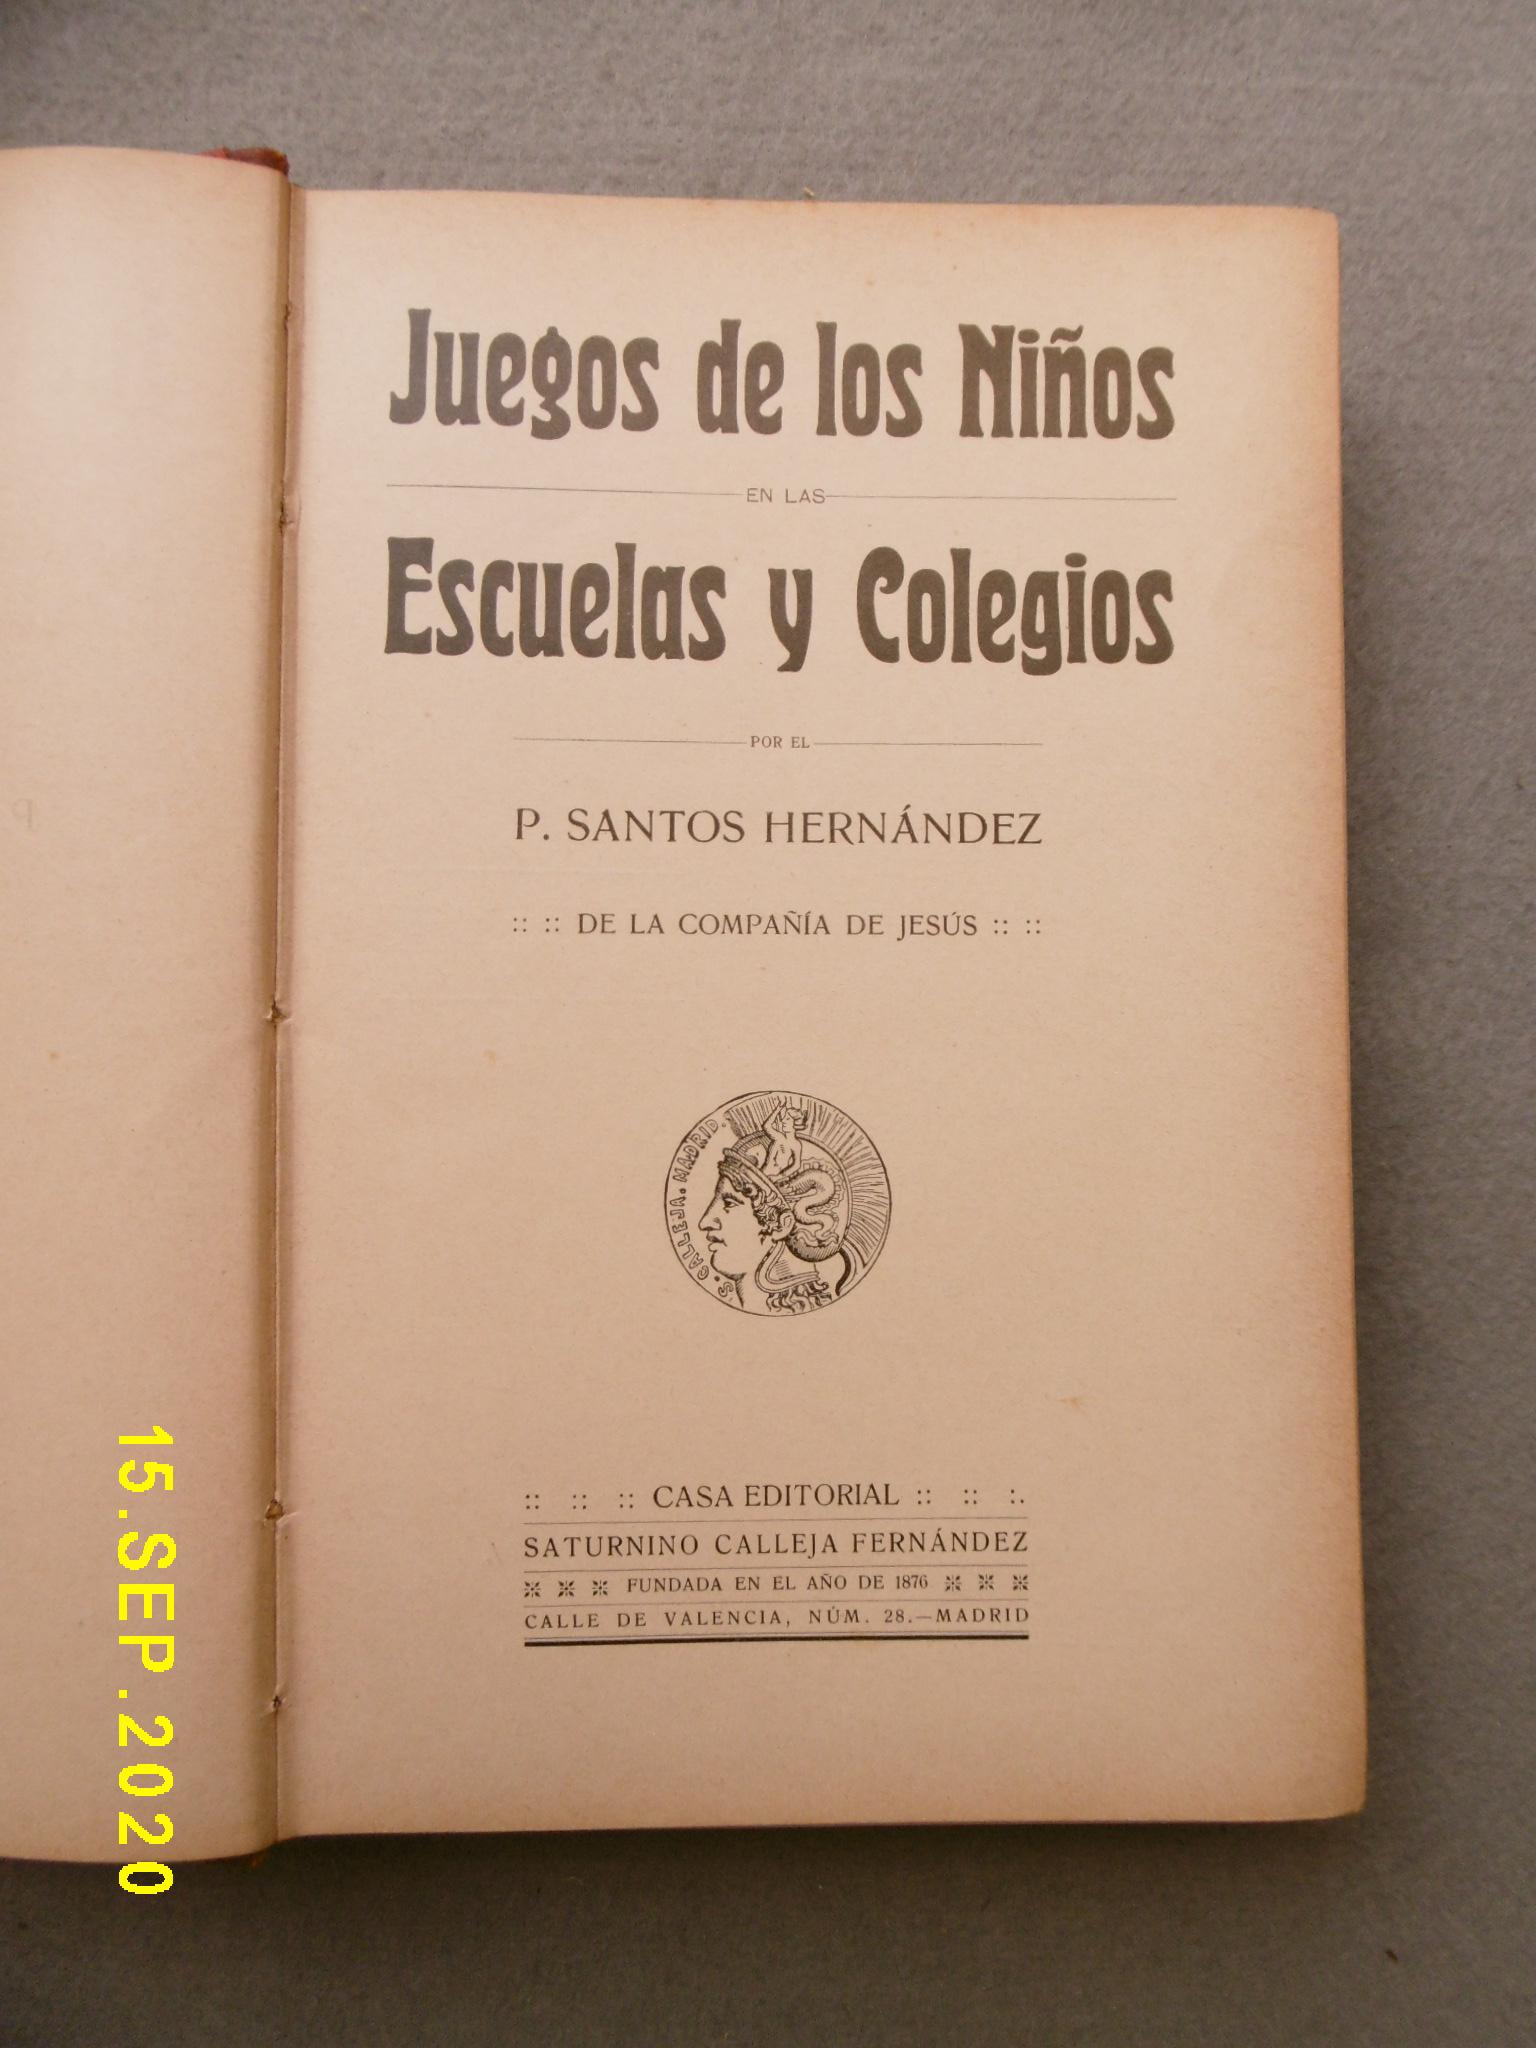 Juegos de los Niños
EN LAS
Escuelas y Colegios
POR EL
P. SANTOS HERNÁNDEZ
:: :: DE LA COMPAÑÍA DE JESÚS :: ::
S. CALLEJA. MADRID.
:: :: :: CASA EDITORIAL :: :: :.
SATURNINO CALLEJA FERNÁNDEZ
FUNDADA EN EL AÑO DE 1876
CALLE DE VALENCIA, NÚM. 28.—MADRID
15.SEP.2020